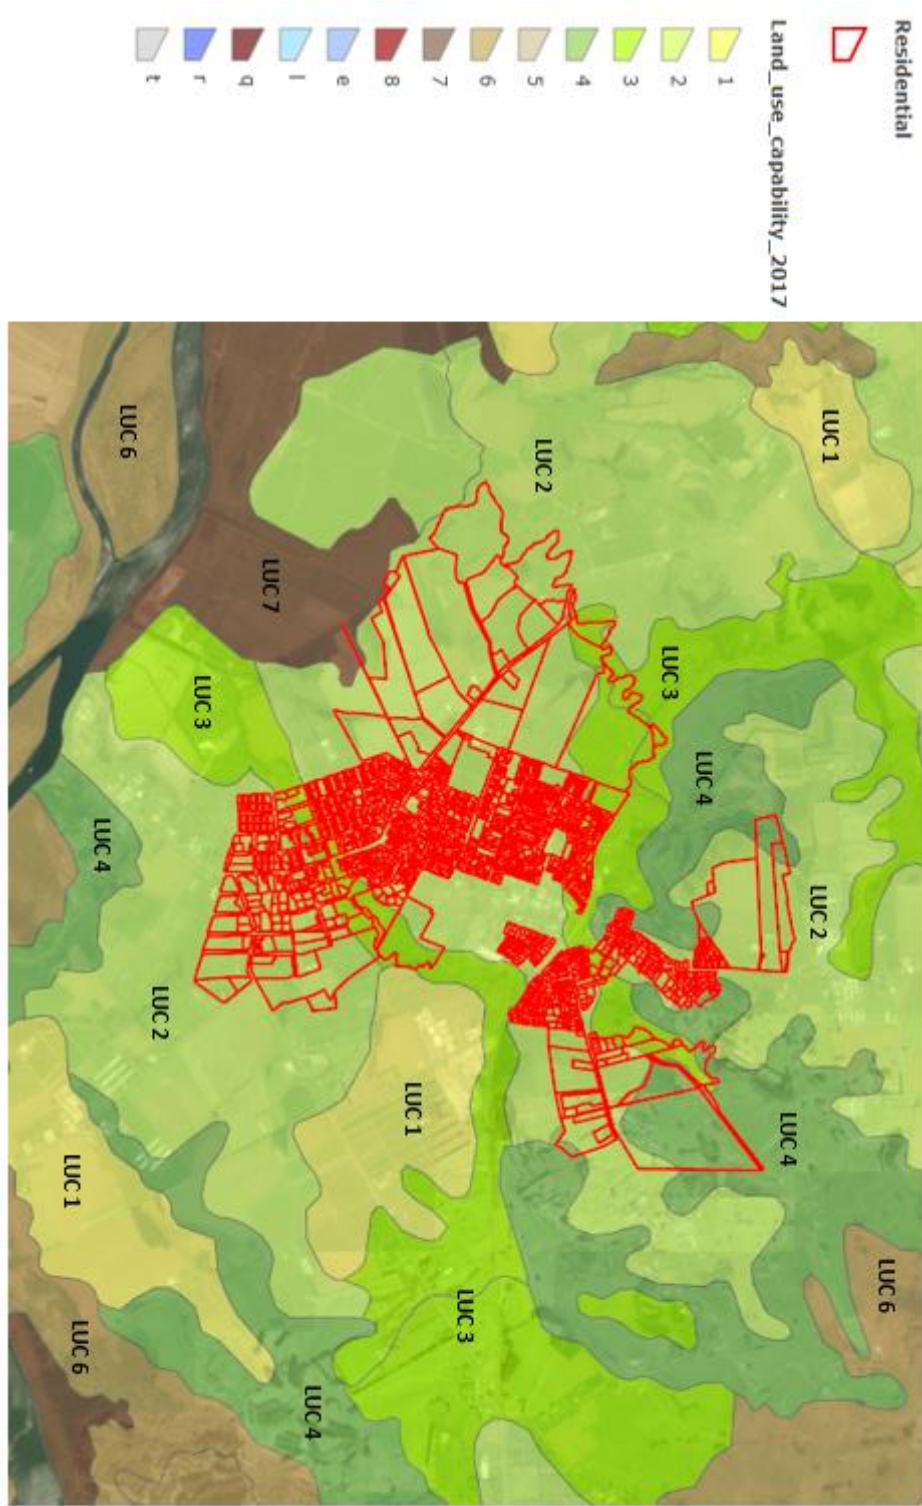 Residential
Land_use_capability_2017
1
2
3
4
5
6
7
8
e
l
q
r
t
LUC 6
LUC 1
LUC 2
LUC 4
LUC 4
LUC 3
LUC 2
LUC 3
LUC 1
LUC 4
LUC 7
LUC 3
LUC 2
LUC 6
LUC 4
LUC 6
LUC 1